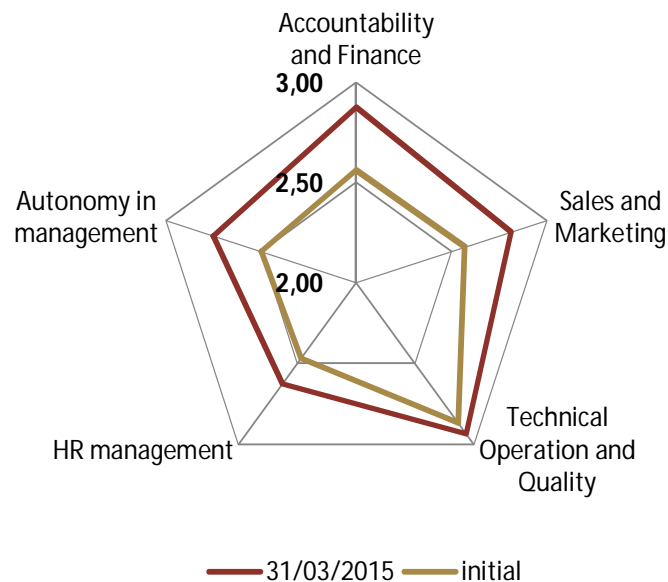 Accountability
and Finance
3,00
2,50
2,00
Sales and
Marketing
Technical
Operation and
Quality
HR management
Autonomy in
management
31/03/2015
initial